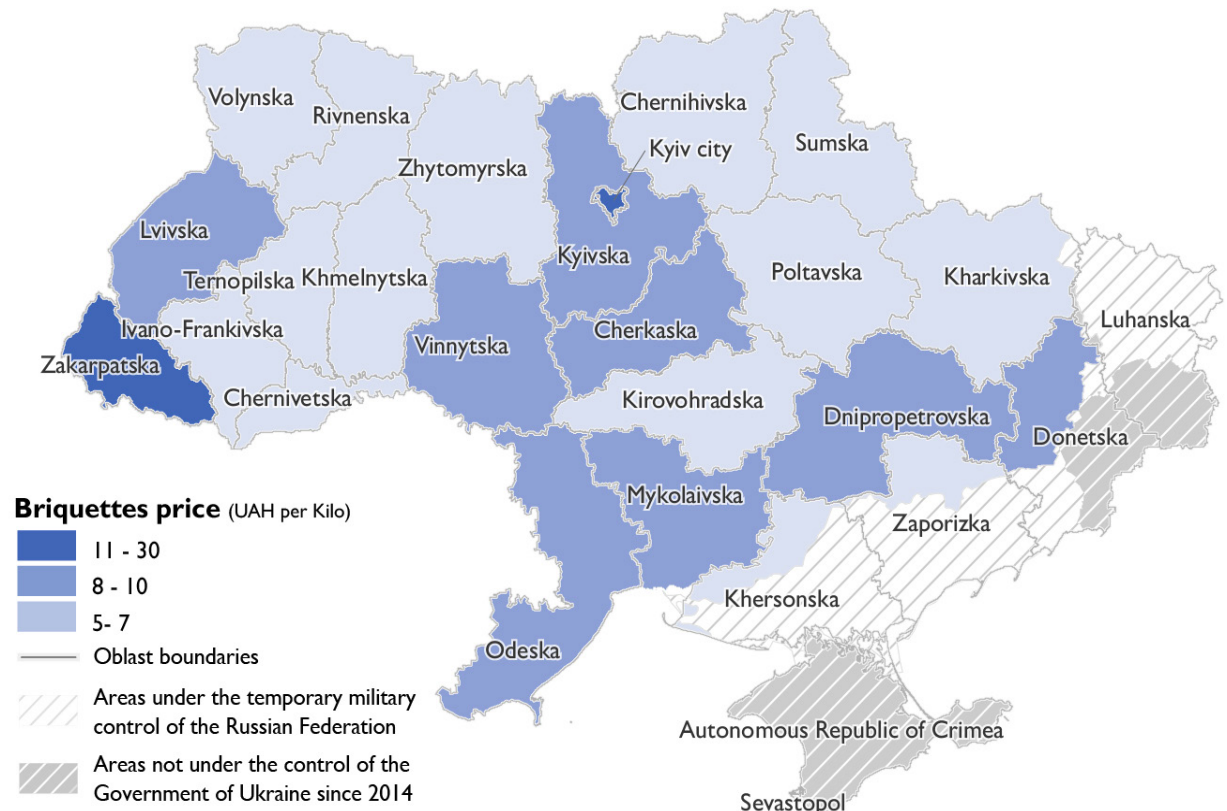 Volynska
Rivnenska
Chernihivska
Kyiv city
Sumska
Zhytomyrska
Lvivska
Kyivska
Ternopilska
Khmelnytska
Poltavska
Kharkivska
Luhanska
Ivano-Frankivska
Cherkaska
Vinnytska
Zakarpatska
Chernivetska
Kirovohradska
Dnipropetrovska
Donetska
Mykolaivska
Zaporizka
Khersonska
Odeska
Autonomous Republic of Crimea
Sevastopol
Briquettes price (UAH per Kilo)
11 - 30
8 - 10
5- 7
Oblast boundaries
Areas under the temporary military
control of the Russian Federation
Areas not under the control of the
Government of Ukraine since 2014